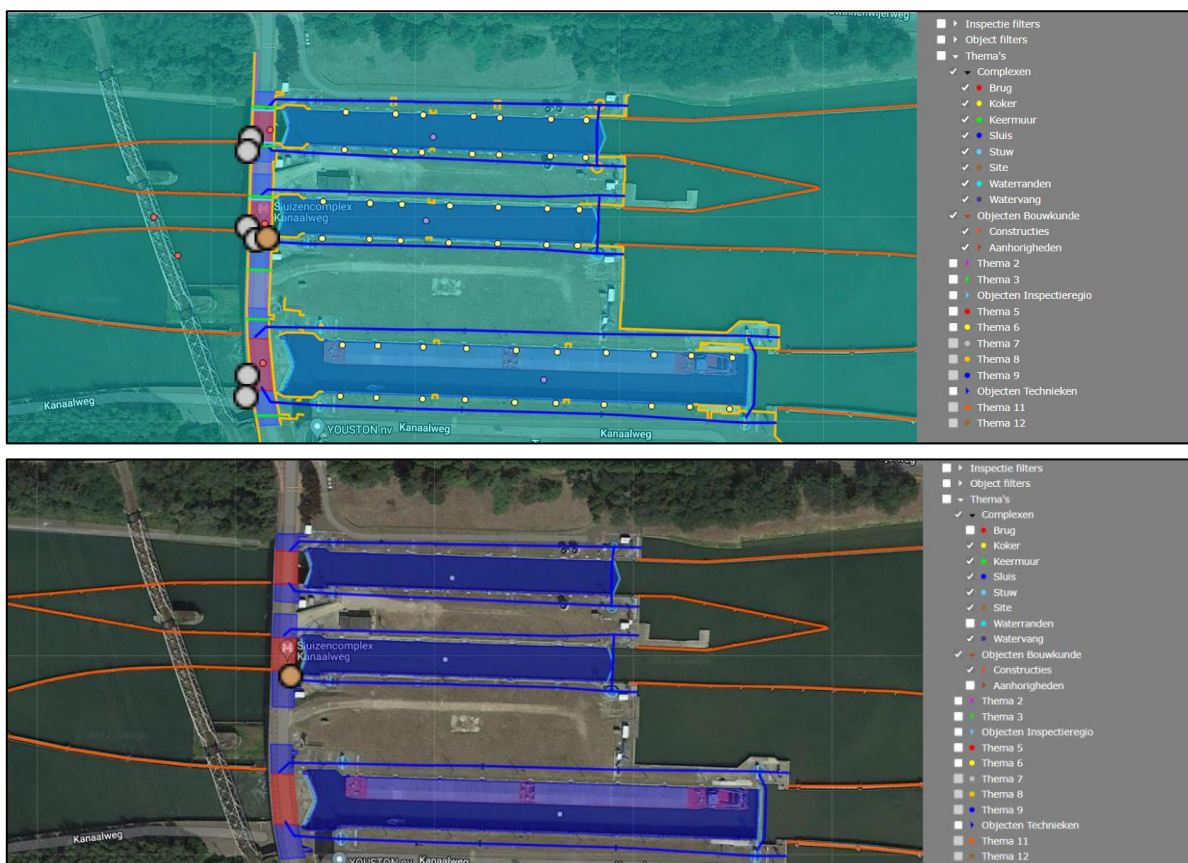 Inspectie filters
Object filters
Thema's
Complexen
Brug
Koker
Keermuur
Sluis
Stuw
Site
Waterranden
Watervang
Objecten Bouwkunde
Constructies
Aanhorigheden
Thema 2
Thema 3
Objecten Inspectieregio
Thema 5
Thema 6
Thema 7
Thema 8
Thema 9
Objecten Technieken
Thema 11
Thema 12
Sluizencomplex
Kanaalweg
Kanaalweg
YOUSTON nv Kanaalweg
Kanaalweg
Inspectie filters
Object filters
Thema's
Complexen
Brug
Koker
Keermuur
Sluis
Stuw
Site
Waterranden
Watervang
Objecten Bouwkunde
Constructies
Aanhorigheden
Thema 2
Thema 3
Objecten Inspectieregio
Thema 5
Thema 6
Thema 7
Thema 8
Thema 9
Objecten Technieken
Thema 11
Thema 12
Sluizencomplex
Kanaalweg
Kanaalweg
YOUSTON nv Kanaalweg